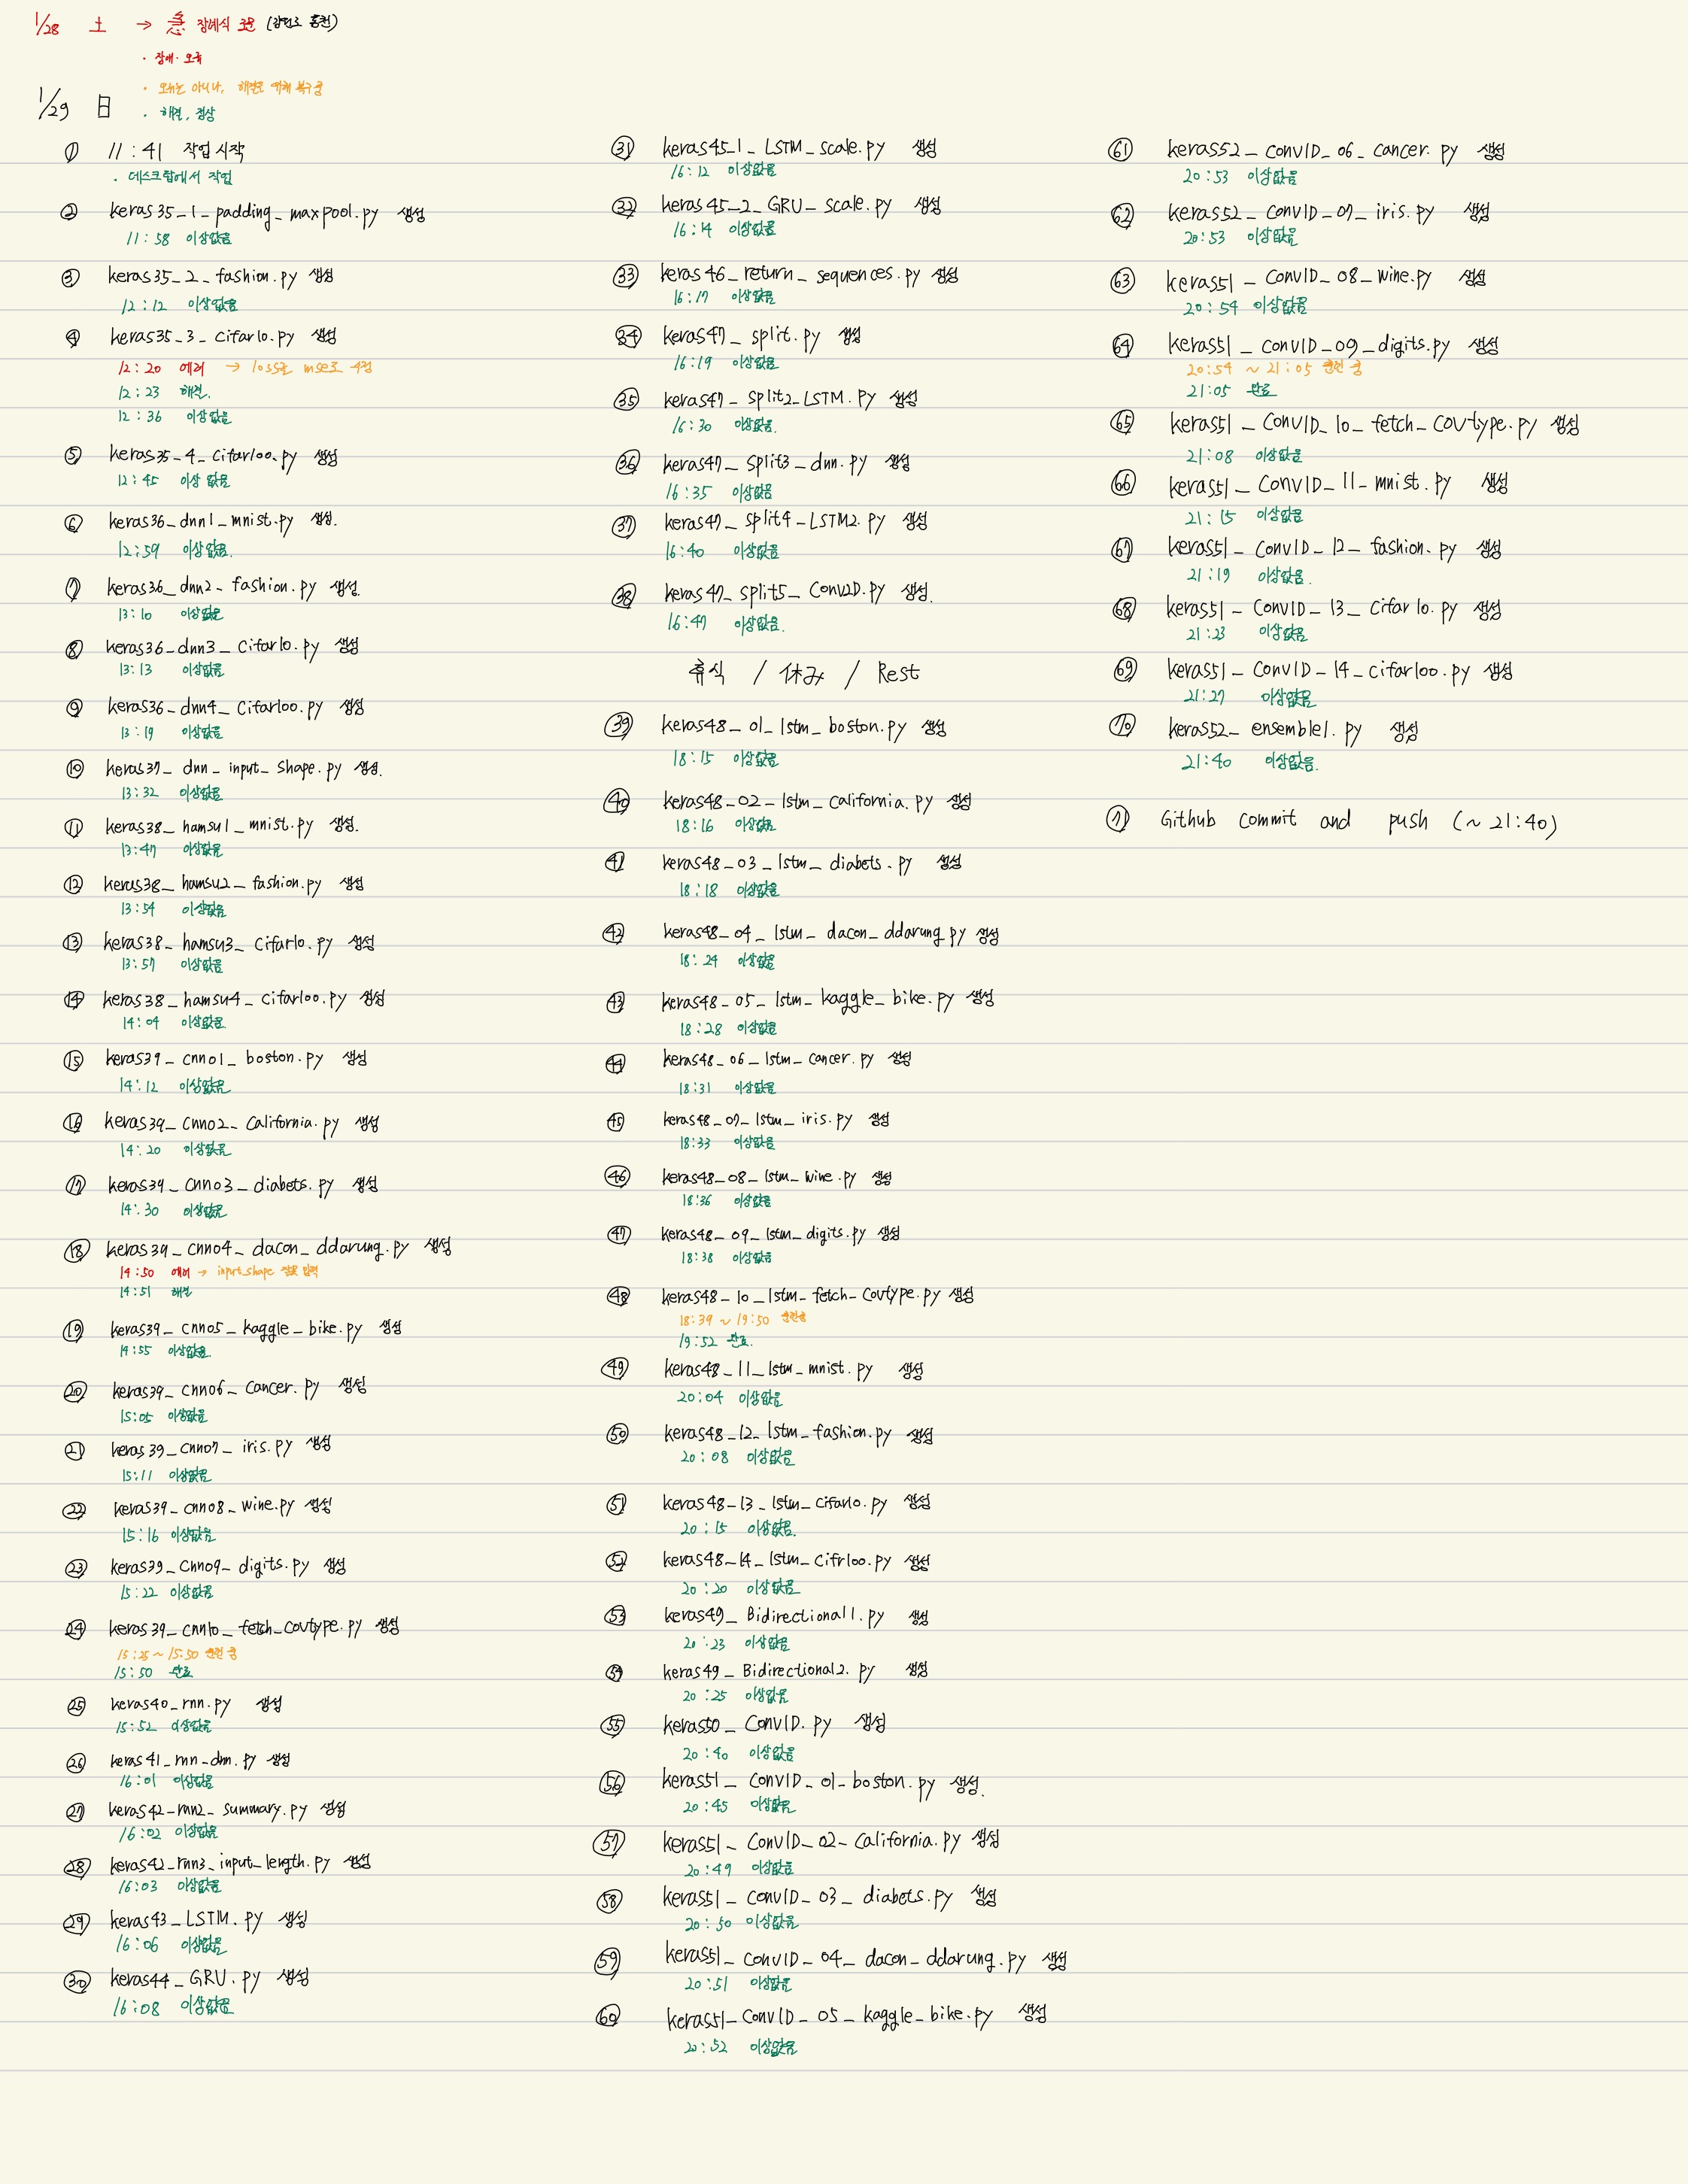 1/28 土 → 急 장례식 조문 (강원도 홍천)
· 장애·오류
· 오류는 아니나, 해결로 위해 복구중
1/29 日
· 해결, 정상
① 11:41 작업 시작
· 데스크탑에서 작업
② keras35_1_padding_maxpool.py 생성
11:58 이상없음
③ keras35_2_fashion.py 생성
12:12 이상없음
④ keras35_3_cifar10.py 생성
12:20 에러 → loss를 mse로 수정
12:23 해결.
12:36 이상없음
⑤ keras35_4_cifar100.py 생성
12:45 이상 없음
⑥ keras36_dnn1_mnist.py 생성.
12:59 이상없음.
⑦ keras36_dnn2_fashion.py 생성.
13:10 이상없음
⑧ keras36_dnn3_cifar10.py 생성
13:13 이상없음
⑨ keras36_dnn4_cifar100.py 생성
13:19 이상없음
⑩ keras37_dnn_input_shape.py 생성.
13:32 이상없음
⑪ keras38_hamsu1_mnist.py 생성.
13:47 이상없음
⑫ keras38_hamsu2_fashion.py 생성
13:54 이상없음
⑬ keras38_hamsu3_cifar10.py 생성
13:57 이상없음
⑭ keras38_hamsu4_cifar100.py 생성
14:04 이상없음
⑮ keras39_cnn01_boston.py 생성
14:12 이상없음
⑯ keras39_cnn02_california.py 생성
14:20 이상없음
⑰ keras39_cnn03_diabets.py 생성
14:30 이상없음
⑱ keras39_cnn04_dacon_ddarung.py 생성
14:50 에러 → input_shape 잘못 입력
14:51 해결
⑲ keras39_cnn05_kaggle_bike.py 생성
14:55 이상없음.
⑳ keras39_cnn06_cancer.py 생성
15:05 이상없음
㉑ keras39_cnn07_iris.py 생성
15:11 이상없음
㉒ keras39_cnn08_wine.py 생성
15:16 이상없음
㉓ keras39_cnn09_digits.py 생성
15:22 이상없음
㉔ keras39_cnn10_fetch_covtype.py 생성
15:25 ~ 15:50 훈련 중
15:50 완료
㉕ keras40_rnn.py 생성
15:52 이상없음
㉖ keras41_rnn_dnn.py 생성
16:01 이상없음
㉗ keras42_rnn2_summary.py 생성
16:02 이상없음
㉘ keras42_rnn3_input_length.py 생성
16:03 이상없음
㉙ keras43_LSTM.py 생성
16:06 이상없음
㉚ keras44_GRU.py 생성
16:08 이상없음
㉛ keras45_1_LSTM_scale.py 생성
16:12 이상없음
㉜ keras45_2_GRU_scale.py 생성
16:14 이상없음
㉝ keras46_return_sequences.py 생성
16:17 이상없음
㉞ keras47_split.py 생성
16:19 이상없음
㉟ keras47_split2_LSTM.py 생성
16:30 이상없음.
㊱ keras47_split3_dnn.py 생성
16:35 이상없음
㊲ keras47_split4_LSTM2.py 생성
16:40 이상없음
㊳ keras47_split5_Conv2D.py 생성.
16:47 이상없음.
휴식 / 休み / Rest
㊴ keras48_01_lstm_boston.py 생성
18:15 이상없음
㊵ keras48_02_lstm_california.py 생성
18:16 이상없음
㊶ keras48_03_lstm_diabets.py 생성
18:18 이상없음
㊷ keras48_04_lstm_dacon_ddarung.py 생성
18:24 이상없음
㊸ keras48_05_lstm_kaggle_bike.py 생성
18:28 이상없음
㊹ keras48_06_lstm_cancer.py 생성
18:31 이상없음
㊺ keras48_07_lstm_iris.py 생성
18:33 이상없음
㊻ keras48_08_lstm_wine.py 생성
18:36 이상없음
㊼ keras48_09_lstm_digits.py 생성
18:38 이상없음
㊽ keras48_10_lstm_fetch_covtype.py 생성
18:39 ~ 19:50 훈련중
19:52 완료.
㊾ keras48_11_lstm_mnist.py 생성
20:04 이상없음
㊿ keras48_12_lstm_fashion.py 생성
20:08 이상없음
51 keras48_13_lstm_cifar10.py 생성
20:15 이상없음.
52 keras48_14_lstm_cifr100.py 생성
20:20 이상없음
53 keras49_Bidirectional1.py 생성
20:23 이상없음
54 keras49_Bidirectional2.py 생성
20:25 이상없음
55 keras50_Conv1D.py 생성
20:40 이상없음
56 keras51_Conv1D_01_boston.py 생성.
20:45 이상없음
57 keras51_Conv1D_02_california.py 생성
20:49 이상없음
58 keras51_Conv1D_03_diabets.py 생성
20:50 이상없음
59 keras51_Conv1D_04_dacon_ddarung.py 생성
20:51 이상없음
60 keras51_Conv1D_05_kaggle_bike.py 생성
20:52 이상없음
61 keras52_Conv1D_06_cancer.py 생성
20:53 이상없음
62 keras52_Conv1D_07_iris.py 생성
20:53 이상없음
63 keras51_Conv1D_08_wine.py 생성
20:54 이상없음
64 keras51_Conv1D_09_digits.py 생성
20:54 ~ 21:05 훈련 중
21:05 완료
65 keras51_Conv1D_10_fetch_covtype.py 생성
21:08 이상없음
66 keras51_Conv1D_11_mnist.py 생성
21:15 이상없음
67 keras51_Conv1D_12_fashion.py 생성
21:19 이상없음.
68 keras51_Conv1D_13_cifar10.py 생성
21:23 이상없음
69 keras51_Conv1D_14_cifar100.py 생성
21:27 이상없음
70 keras52_ensemble1.py 생성
21:40 이상없음.
71 Github commit and push (~ 21:40)